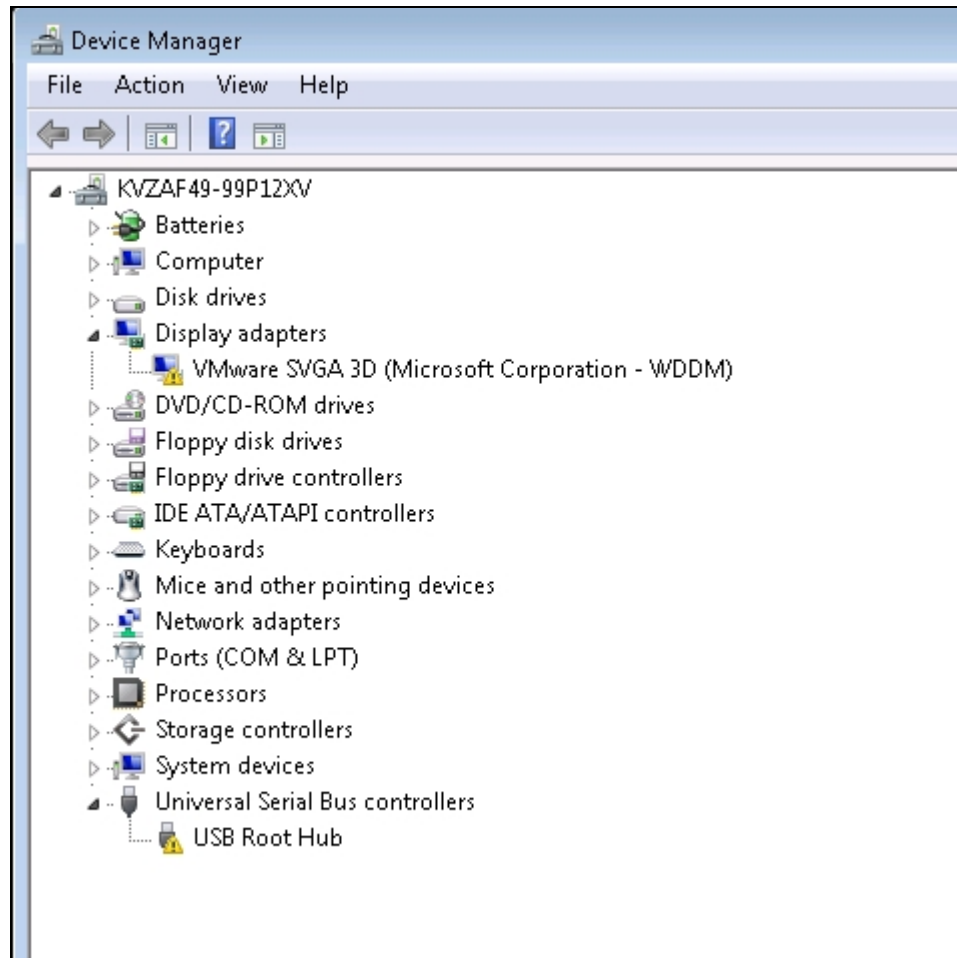 Device Manager
File Action View Help
KVZAF49-99P12XV
Batteries
Computer
Disk drives
Display adapters
VMware SVGA 3D (Microsoft Corporation - WDDM)
DVD/CD-ROM drives
Floppy disk drives
Floppy drive controllers
IDE ATA/ATAPI controllers
Keyboards
Mice and other pointing devices
Network adapters
Ports (COM & LPT)
Processors
Storage controllers
System devices
Universal Serial Bus controllers
USB Root Hub